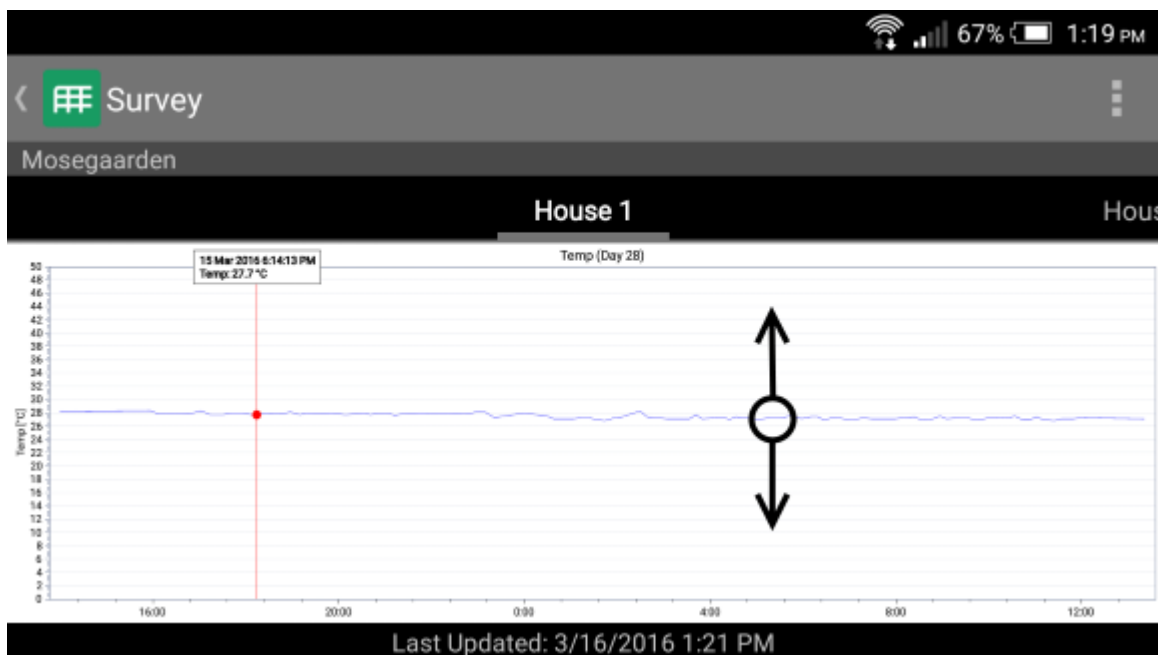 67% 1:19 PM
Survey
Mosegaarden
House 1 Hous
Temp (Day 28)
15 Mar 2016 6:14:13 PM
Temp: 27.7 °C
Temp [°C]
50
48
46
44
42
40
38
36
34
32
30
28
26
24
22
20
18
16
14
12
10
8
6
4
2
0
16:00 20:00 0:00 4:00 8:00 12:00
Last Updated: 3/16/2016 1:21 PM